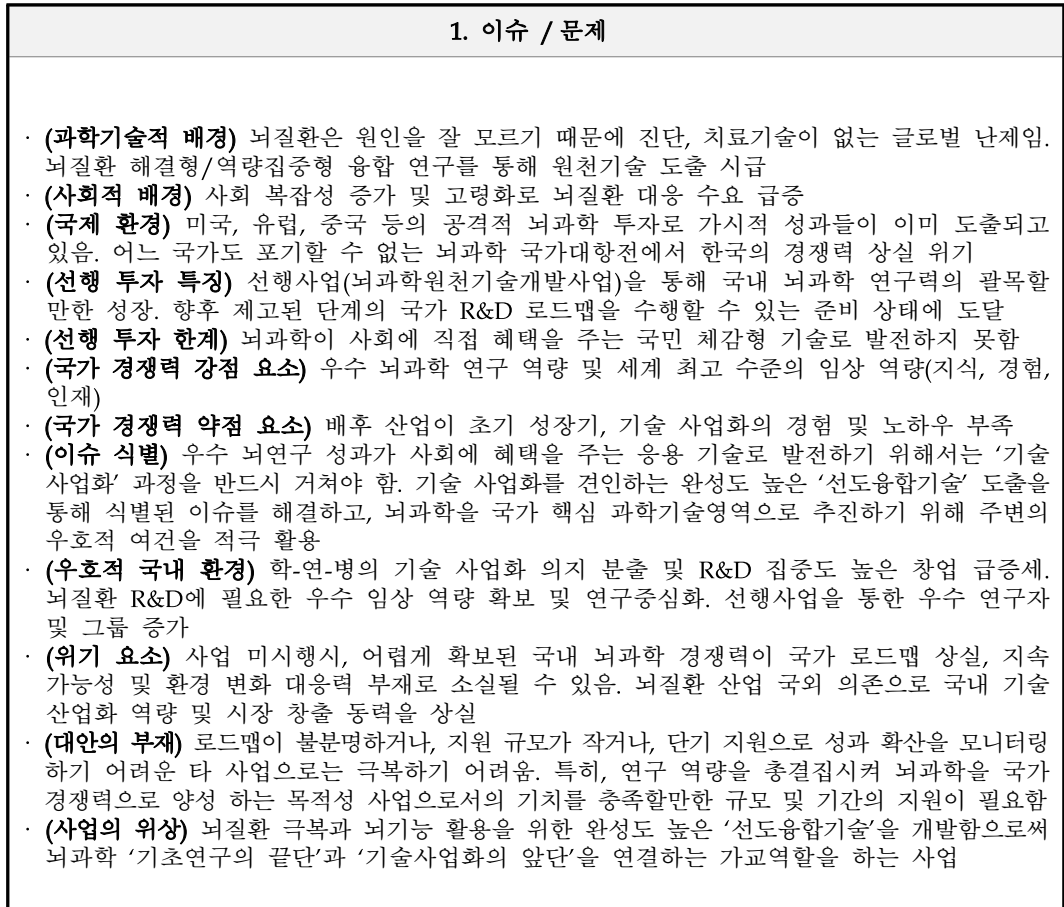 1. 이슈 / 문제
· (과학기술적 배경) 뇌질환은 원인을 잘 모르기 때문에 진단, 치료기술이 없는 글로벌 난제임.
뇌질환 해결형/역량집중형 융합 연구를 통해 원천기술 도출 시급
· (사회적 배경) 사회 복잡성 증가 및 고령화로 뇌질환 대응 수요 급증
· (국제 환경) 미국, 유럽, 중국 등의 공격적 뇌과학 투자로 가시적 성과들이 이미 도출되고
있음. 어느 국가도 포기할 수 없는 뇌과학 국가대항전에서 한국의 경쟁력 상실 위기
· (선행 투자 특징) 선행사업(뇌과학원천기술개발사업)을 통해 국내 뇌과학 연구력의 괄목할
만한 성장. 향후 제고된 단계의 국가 R&D 로드맵을 수행할 수 있는 준비 상태에 도달
· (선행 투자 한계) 뇌과학이 사회에 직접 혜택을 주는 국민 체감형 기술로 발전하지 못함
· (국가 경쟁력 강점 요소) 우수 뇌과학 연구 역량 및 세계 최고 수준의 임상 역량(지식, 경험,
인재)
· (국가 경쟁력 약점 요소) 배후 산업이 초기 성장기, 기술 사업화의 경험 및 노하우 부족
· (이슈 식별) 우수 뇌연구 성과가 사회에 혜택을 주는 응용 기술로 발전하기 위해서는 '기술
사업화' 과정을 반드시 거쳐야 함. 기술 사업화를 견인하는 완성도 높은 '선도융합기술' 도출을
통해 식별된 이슈를 해결하고, 뇌과학을 국가 핵심 과학기술영역으로 추진하기 위해 주변의
우호적 여건을 적극 활용
· (우호적 국내 환경) 학-연-병의 기술 사업화 의지 분출 및 R&D 집중도 높은 창업 급증세.
뇌질환 R&D에 필요한 우수 임상 역량 확보 및 연구중심화. 선행사업을 통한 우수 연구자
및 그룹 증가
· (위기 요소) 사업 미시행시, 어렵게 확보된 국내 뇌과학 경쟁력이 국가 로드맵 상실, 지속
가능성 및 환경 변화 대응력 부재로 소실될 수 있음. 뇌질환 산업 국외 의존으로 국내 기술
산업화 역량 및 시장 창출 동력을 상실
· (대안의 부재) 로드맵이 불분명하거나, 지원 규모가 작거나, 단기 지원으로 성과 확산을 모니터링
하기 어려운 타 사업으로는 극복하기 어려움. 특히, 연구 역량을 총결집시켜 뇌과학을 국가
경쟁력으로 양성 하는 목적성 사업으로서의 기치를 충족할만한 규모 및 기간의 지원이 필요함
· (사업의 위상) 뇌질환 극복과 뇌기능 활용을 위한 완성도 높은 '선도융합기술'을 개발함으로써
뇌과학 '기초연구의 끝단'과 '기술사업화의 앞단'을 연결하는 가교역할을 하는 사업